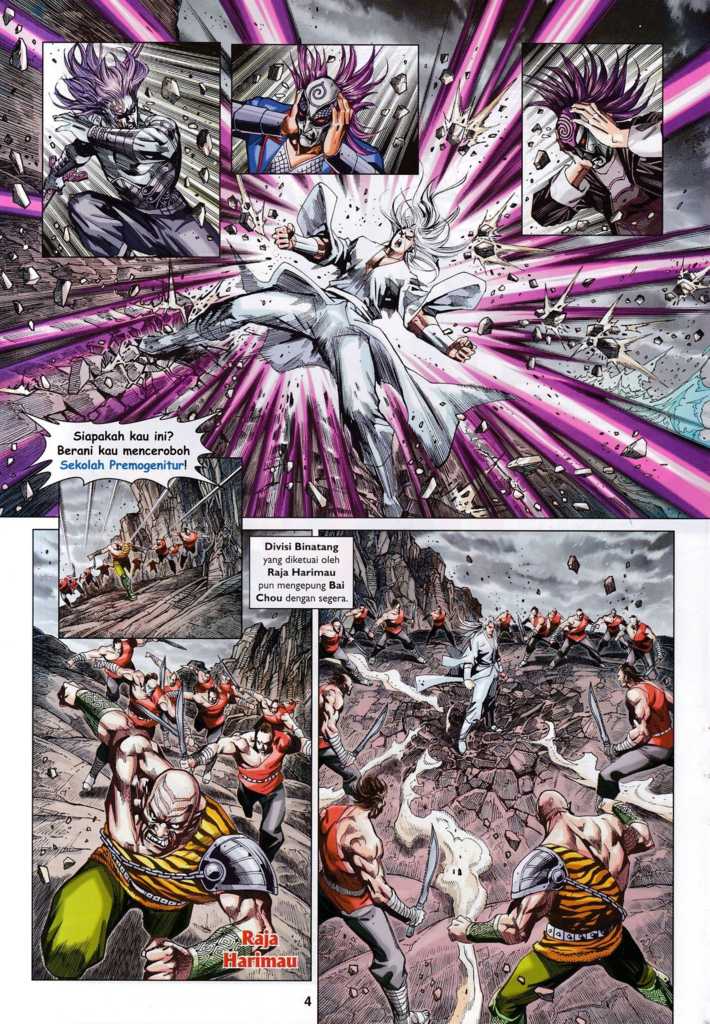 Siapakah kau ini?
Berani kau menceroboh
Sekolah Premogenitur!
Divisi Binatang
yang diketuai oleh
Raja Harimau
pun mengepung Bai
Chou dengan segera.
Raja
Harimau
4